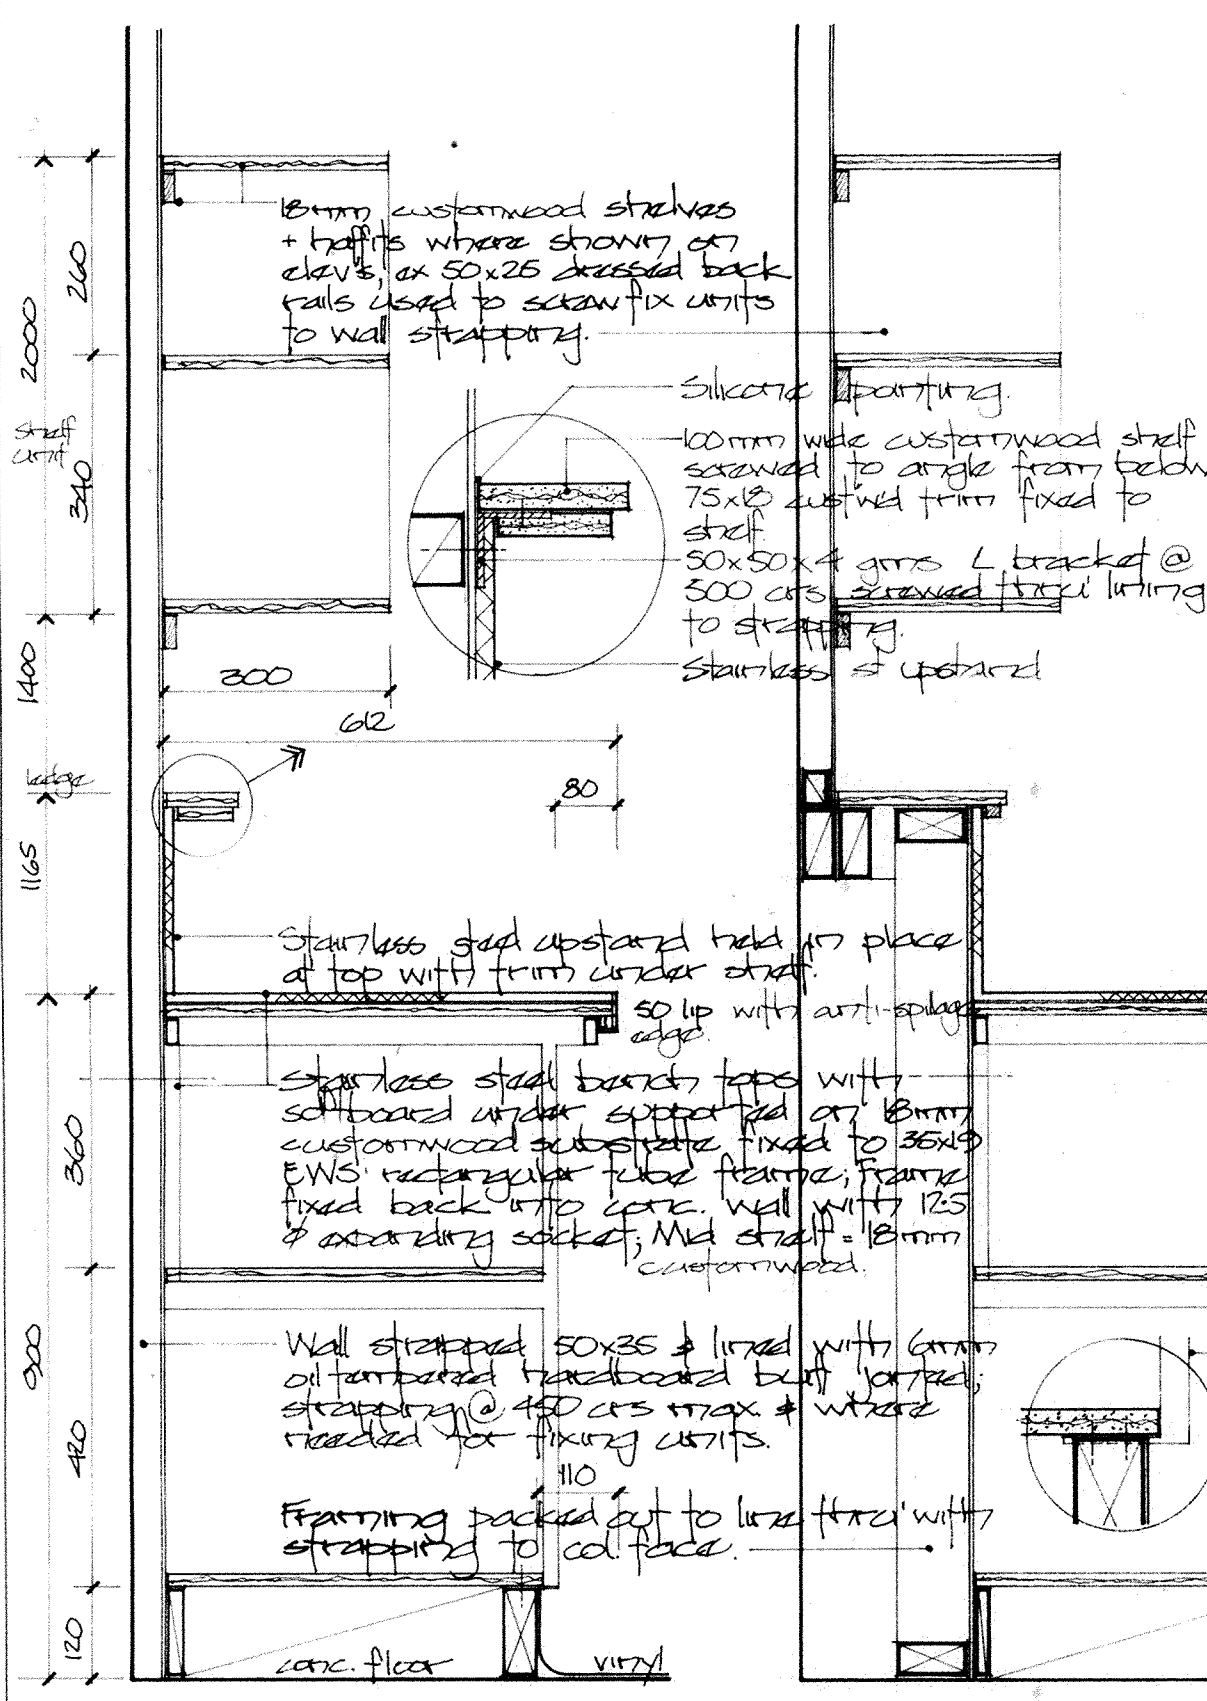 18mm customwood shelves
+ haffits where shown on
elevs, ex 50x25 dressed back
rails used to screw fix units
to wall strapping.
Silicone pointing.
100mm wide customwood shelf
screwed to angle from below
75x18 custwd trim fixed to
shelf.
50x50x4 gms L bracket @
300 crs screwed thru' lining
to strapping.
Stainless st upstand
2000
260
shelf
unit
340
1400
300
612
ledge
80
1165
Stainless steel upstand held in place
at top with trim under shelf.
50 lip with anti-spillage
edge.
Stainless steel bench tops with
softboard under supported on 18mm
customwood substrate fixed to 35x19
EWS rectangular tube frame; Frame
fixed back into conc. wall with 12.5
ø expanding socket; Mid shelf = 18mm
customwood.
360
900
Wall strapped 50x35 & lined with 6mm
oil tempered hardboard butt jointed;
strapping @ 450 crs max. & where
needed for fixing units.
420
110
Framing packed out to line thru' with
strapping to col. face.
120
conc. floor
vinyl